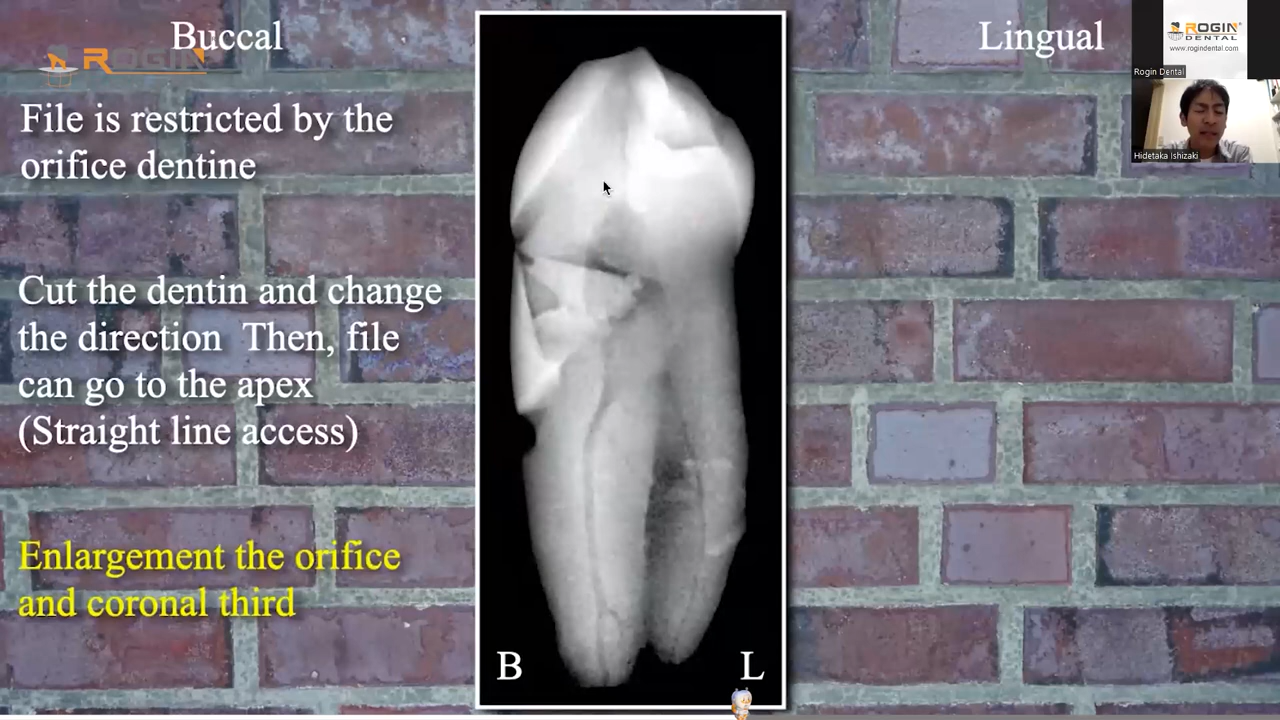 Buccal
Lingual
ROGIN
ROGIN
DENTAL
www.rogindental.com
Rogin Dental
Hidetaka Ishizaki
File is restricted by the
orifice dentine
Cut the dentin and change
the direction Then, file
can go to the apex
(Straight line access)
Enlargement the orifice
and coronal third
B
L